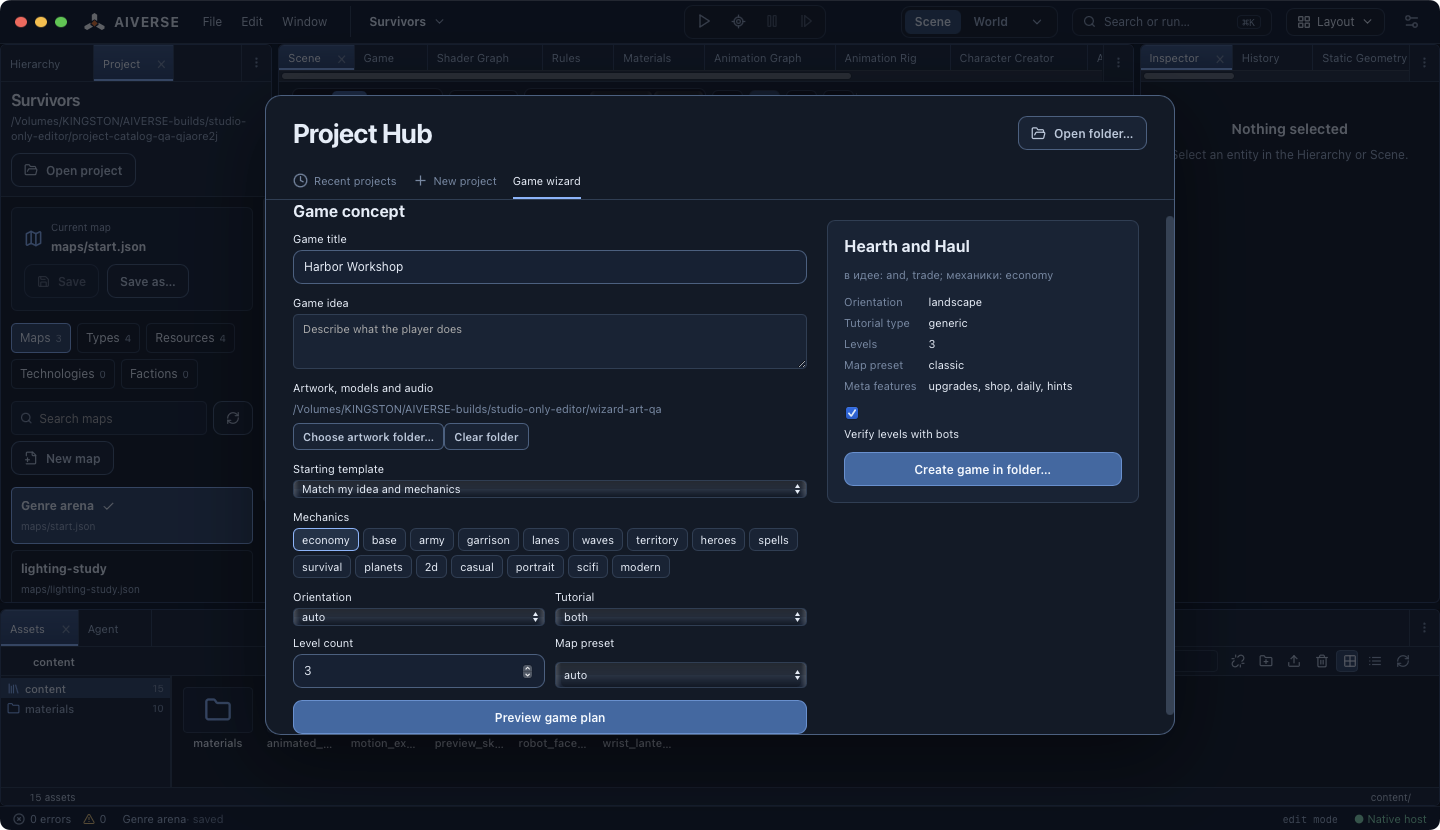 AIVERSE File Edit Window Survivors Scene World Search or run... ⌘K Layout
Hierarchy Project
Scene Game Shader Graph Rules Materials Animation Graph Animation Rig Character Creator
Inspector History Static Geometry
Survivors
/Volumes/KINGSTON/AIVERSE-builds/studio-
only-editor/project-catalog-qa-qjaore2j
Open project
Current map
maps/start.json
Save Save as...
Maps 3 Types 4 Resources 4
Technologies 0 Factions 0
Search maps
New map
Genre arena
maps/start.json
lighting-study
maps/lighting-study.json
Project Hub
Open folder...
Recent projects New project Game wizard
Game concept
Game title
Harbor Workshop
Game idea
Describe what the player does
Artwork, models and audio
/Volumes/KINGSTON/AIVERSE-builds/studio-only-editor/wizard-art-qa
Choose artwork folder... Clear folder
Starting template
Match my idea and mechanics
Mechanics
economy base army garrison lanes waves territory heroes spells
survival planets 2d casual portrait scifi modern
Orientation Tutorial
auto both
Level count Map preset
3 auto
Preview game plan
Hearth and Haul
в идее: and, trade; механики: economy
Orientation landscape
Tutorial type generic
Levels 3
Map preset classic
Meta features upgrades, shop, daily, hints
Verify levels with bots
Create game in folder...
Nothing selected
Select an entity in the Hierarchy or Scene.
Assets Agent
content
content 15
materials 10
materials animated_... motion_ex... preview_sk... robot_face... wrist_lante...
15 assets content/
0 errors 0 Genre arena · saved edit mode Native host